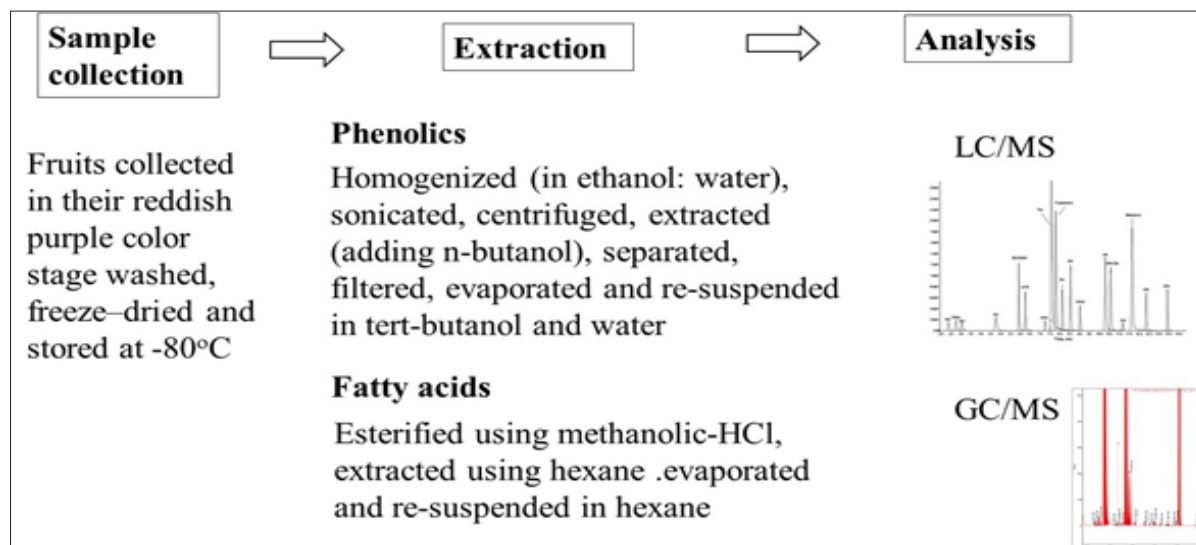 Sample
collection
Extraction
Analysis
Fruits collected
in their reddish
purple color
stage washed,
freeze–dried and
stored at -80°C
Phenolics
Homogenized (in ethanol: water),
sonicated, centrifuged, extracted
(adding n-butanol), separated,
filtered, evaporated and re-suspended
in tert-butanol and water
Fatty acids
Esterified using methanolic-HCl,
extracted using hexane .evaporated
and re-suspended in hexane
LC/MS
GC/MS